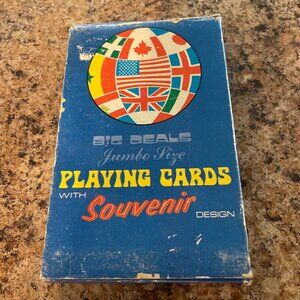 BIG DEALS
Jumbo Size
PLAYING CARDS
WITH Souvenir DESIGN